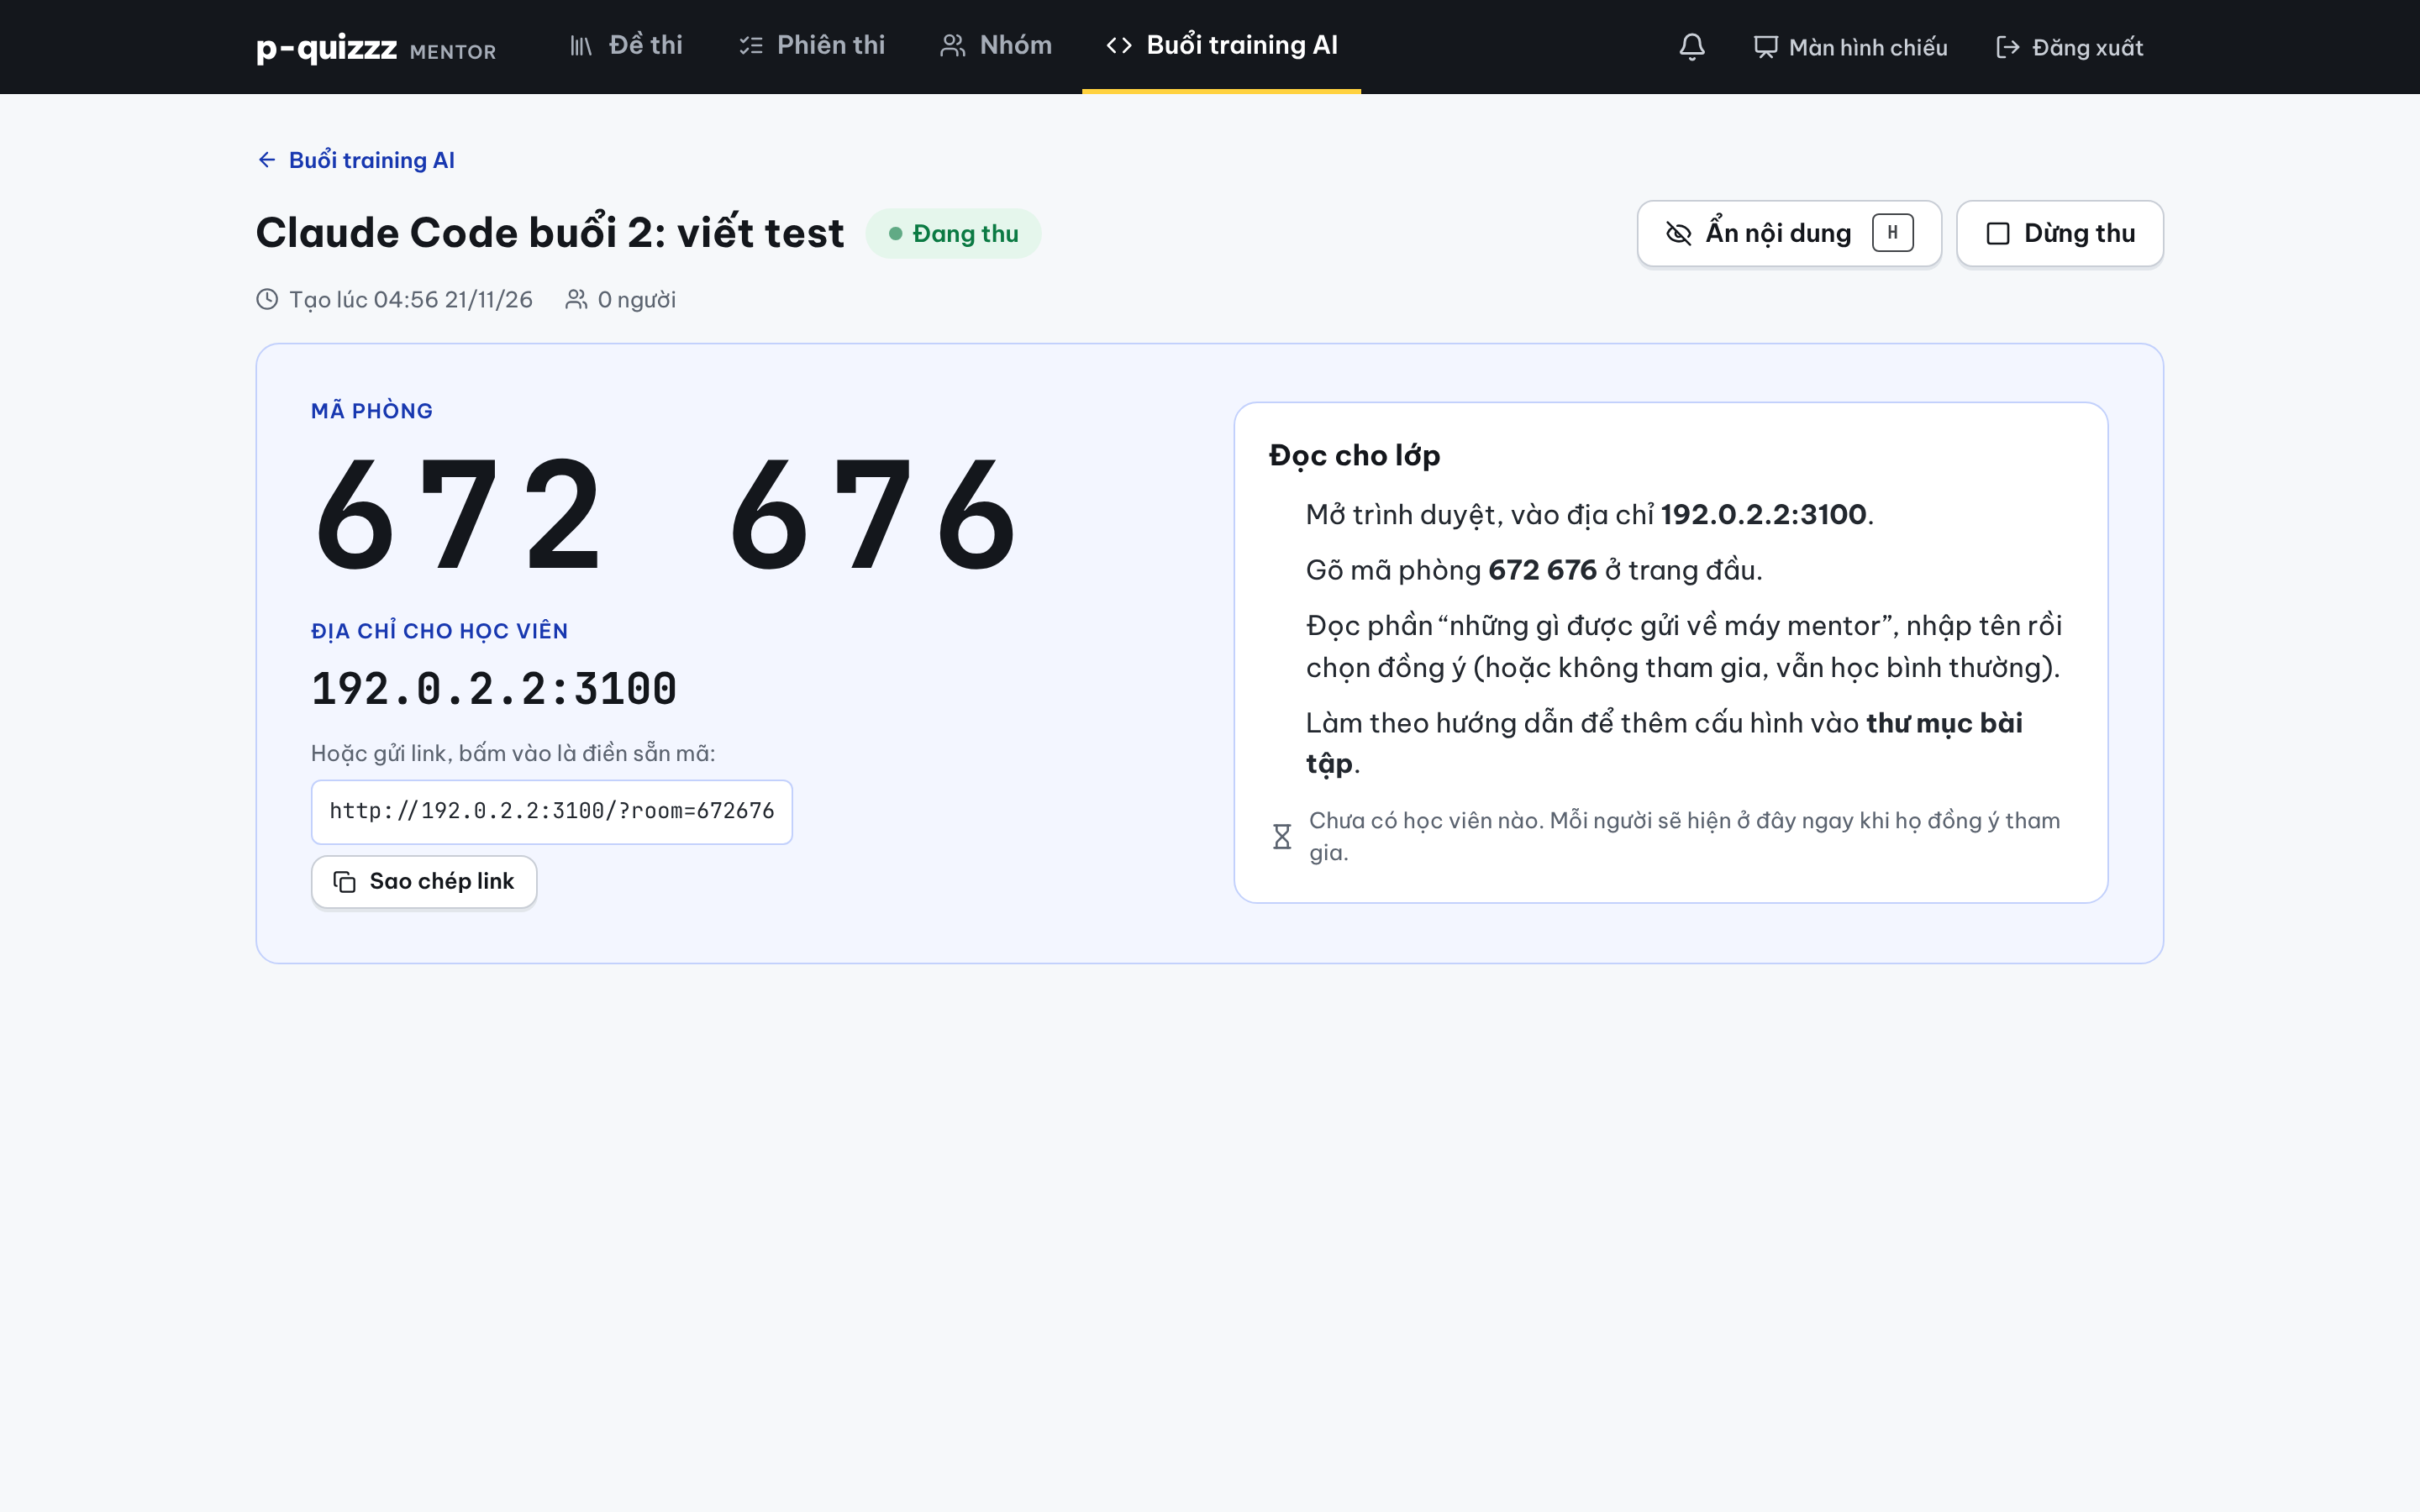 p-quizzz MENTOR Đề thi Phiên thi Nhóm Buổi training AI Màn hình chiếu Đăng xuất
Buổi training AI
Claude Code buổi 2: viết test Đang thu Ẩn nội dung H Dừng thu
Tạo lúc 04:56 21/11/26 0 người
MÃ PHÒNG
672 676
ĐỊA CHỈ CHO HỌC VIÊN
192.0.2.2:3100
Hoặc gửi link, bấm vào là điền sẵn mã:
http://192.0.2.2:3100/?room=672676
Sao chép link
Đọc cho lớp
Mở trình duyệt, vào địa chỉ 192.0.2.2:3100.
Gõ mã phòng 672 676 ở trang đầu.
Đọc phần “những gì được gửi về máy mentor”, nhập tên rồi
chọn đồng ý (hoặc không tham gia, vẫn học bình thường).
Làm theo hướng dẫn để thêm cấu hình vào thư mục bài
tập.
Chưa có học viên nào. Mỗi người sẽ hiện ở đây ngay khi họ đồng ý tham
gia.